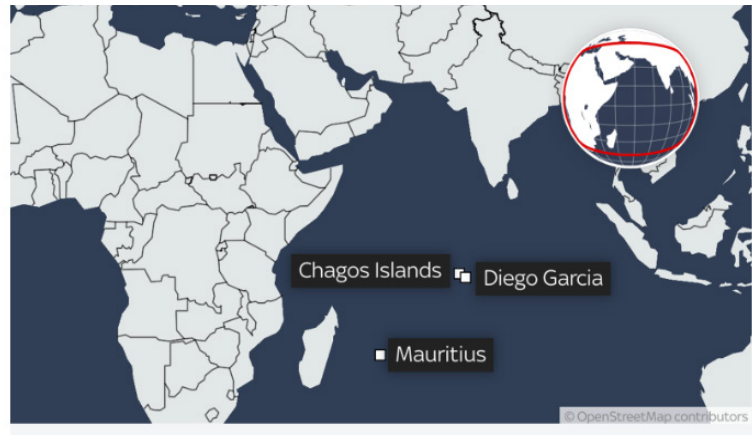 Chagos Islands
Diego Garcia
Mauritius
© OpenStreetMap contributors